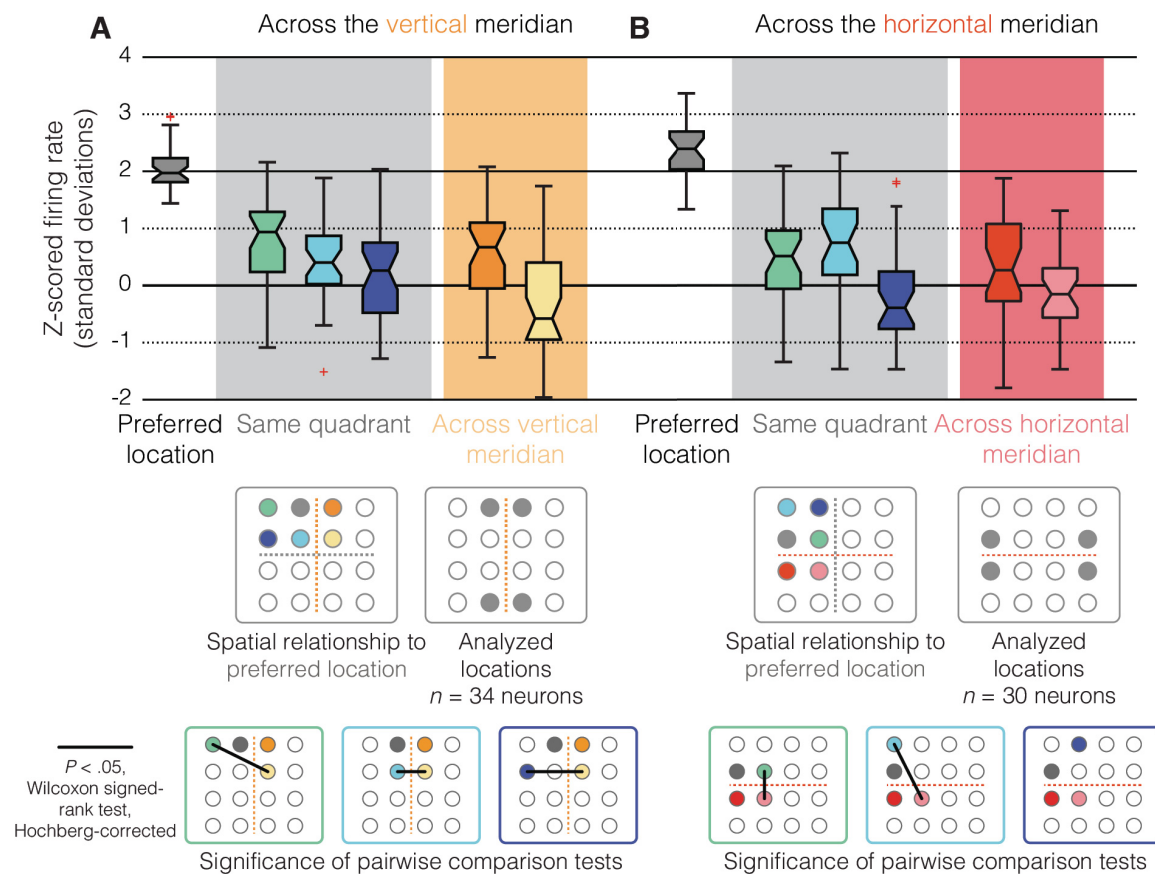 A
Across the vertical meridian
B
Across the horizontal meridian
Z-scored firing rate
(standard deviations)
4
3
2
1
0
-1
-2
Preferred
location
Same quadrant
Across vertical
meridian
Preferred
location
Same quadrant
Across horizontal
meridian
Spatial relationship to
preferred location
Analyzed
locations
n = 34 neurons
Spatial relationship to
preferred location
Analyzed
locations
n = 30 neurons
P < .05,
Wilcoxon signed-
rank test,
Hochberg-corrected
Significance of pairwise comparison tests
Significance of pairwise comparison tests